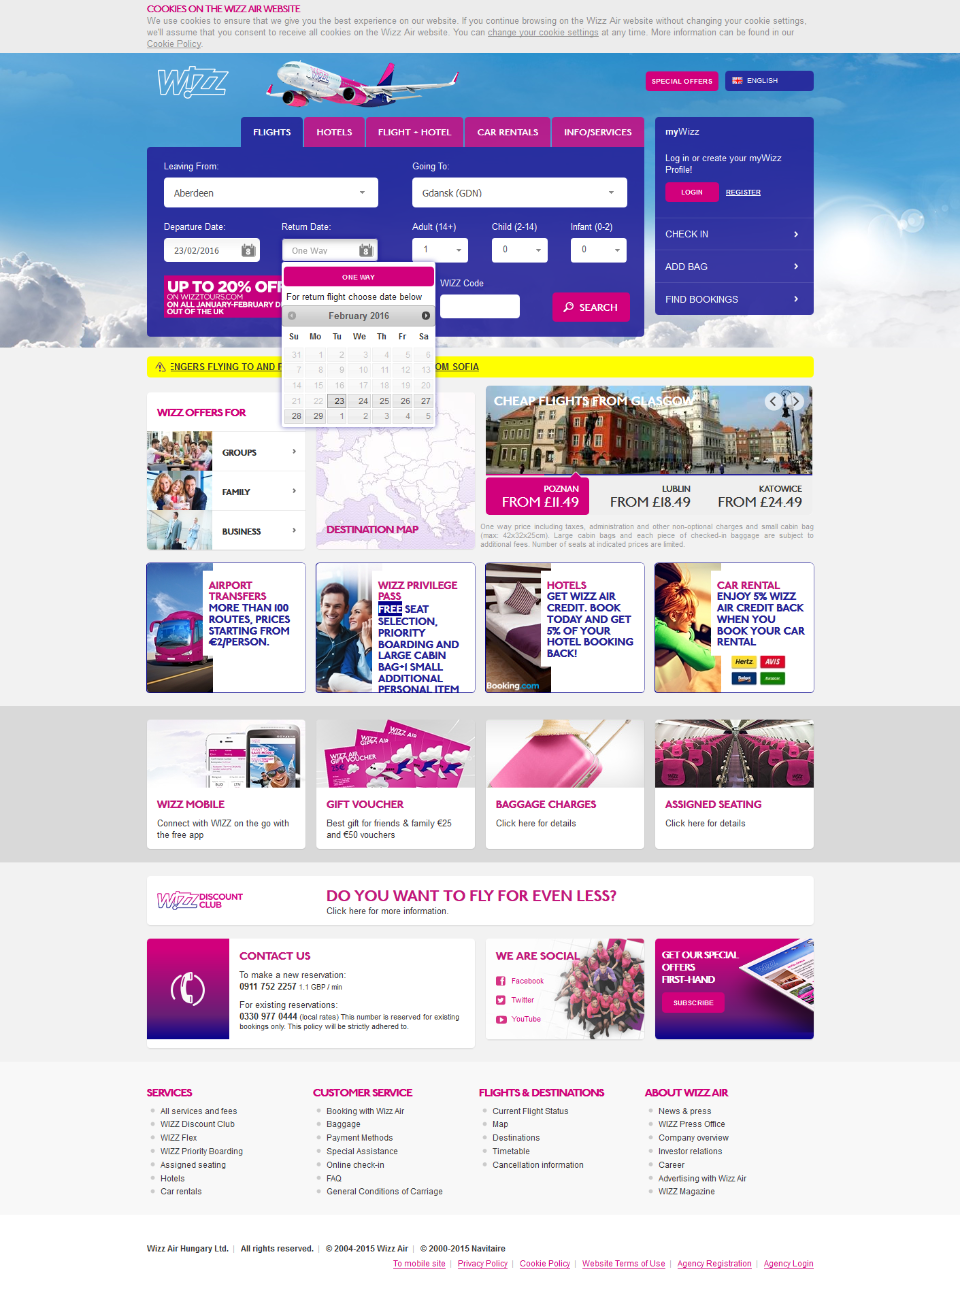 COOKIES ON THE WIZZ AIR WEBSITE
We use cookies to ensure that we give you the best experience on our website. If you continue browsing on the Wizz Air website without changing your cookie settings,
we'll assume that you consent to receive all cookies on the Wizz Air website. You can change your cookie settings at any time. More information can be found in our
Cookie Policy.
WIZZ
SPECIAL OFFERS
ENGLISH
FLIGHTS
HOTELS
FLIGHT + HOTEL
CAR RENTALS
INFO/SERVICES
myWizz
Log in or create your myWizz
Profile!
LOGIN
REGISTER
CHECK IN
ADD BAG
FIND BOOKINGS
Leaving From:
Going To:
Aberdeen
Gdansk (GDN)
Departure Date:
Return Date:
Adult (14+)
Child (2-14)
Infant (0-2)
23/02/2016
One Way
1
0
0
UP TO 20% OFF
ON WIZZTOURS.COM
ON ALL JANUARY-FEBRUARY D
OUT OF THE UK
WIZZ Code
SEARCH
ONE WAY
For return flight choose date below
February 2016
Su Mo Tu We Th Fr Sa
31 1 2 3 4 5 6
7 8 9 10 11 12 13
14 15 16 17 18 19 20
21 22 23 24 25 26 27
28 29 1 2 3 4 5
ENGERS FLYING TO AND F
OM SOFIA
WIZZ OFFERS FOR
GROUPS
FAMILY
BUSINESS
DESTINATION MAP
CHEAP FLIGHTS FROM GLASGOW
POZNAN
FROM £11.49
LUBLIN
FROM £18.49
KATOWICE
FROM £24.49
One way price including taxes, administration and other non-optional charges and small cabin bag
(max: 42x32x25cm). Large cabin bags and each piece of checked-in baggage are subject to
additional fees. Number of seats at indicated prices are limited.
AIRPORT
TRANSFERS
MORE THAN 100
ROUTES, PRICES
STARTING FROM
€2/PERSON.
WIZZ PRIVILEGE
PASS
FREE SEAT
SELECTION,
PRIORITY
BOARDING AND
LARGE CABIN
BAG+1 SMALL
ADDITIONAL
PERSONAL ITEM
HOTELS
GET WIZZ AIR
CREDIT. BOOK
TODAY AND GET
5% OF YOUR
HOTEL BOOKING
BACK!
Booking.com
CAR RENTAL
ENJOY 5% WIZZ
AIR CREDIT BACK
WHEN YOU
BOOK YOUR CAR
RENTAL
Hertz
AVIS
WIZZ MOBILE
Connect with WIZZ on the go with
the free app
GIFT VOUCHER
Best gift for friends & family €25
and €50 vouchers
BAGGAGE CHARGES
Click here for details
ASSIGNED SEATING
Click here for details
WIZZ DISCOUNT
CLUB
DO YOU WANT TO FLY FOR EVEN LESS?
Click here for more information.
CONTACT US
To make a new reservation:
0911 752 2257 1.1 GBP / min
For existing reservations:
0330 977 0444 (local rates) This number is reserved for existing
bookings only. This policy will be strictly adhered to.
WE ARE SOCIAL
Facebook
Twitter
YouTube
GET OUR SPECIAL
OFFERS
FIRST-HAND
SUBSCRIBE
SERVICES
All services and fees
WIZZ Discount Club
WIZZ Flex
WIZZ Priority Boarding
Assigned seating
Hotels
Car rentals
CUSTOMER SERVICE
Booking with Wizz Air
Baggage
Payment Methods
Special Assistance
Online check-in
FAQ
General Conditions of Carriage
FLIGHTS & DESTINATIONS
Current Flight Status
Map
Destinations
Timetable
Cancellation information
ABOUT WIZZ AIR
News & press
WIZZ Press Office
Company overview
Investor relations
Career
Advertising with Wizz Air
WIZZ Magazine
Wizz Air Hungary Ltd. | All rights reserved. | © 2004-2015 Wizz Air | © 2000-2015 Navitaire
To mobile site | Privacy Policy | Cookie Policy | Website Terms of Use | Agency Registration | Agency Login